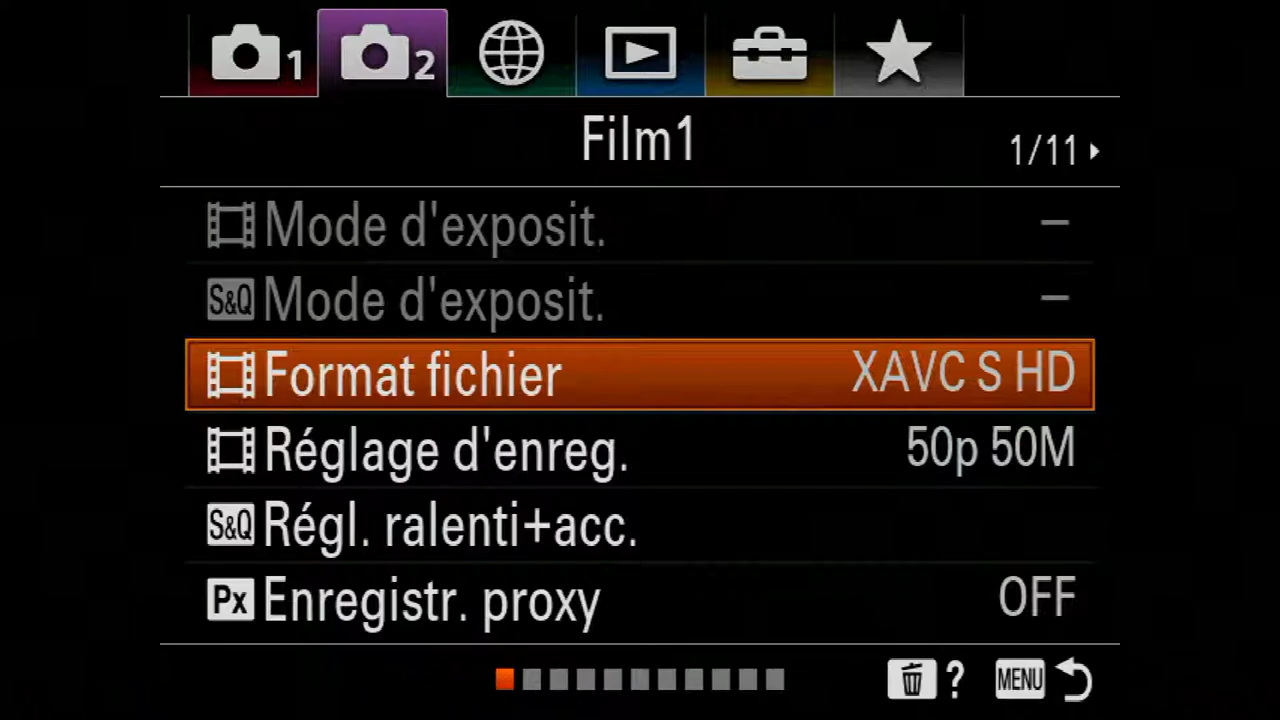 1
2
Film1
1/11
Mode d'exposit. –
S&Q Mode d'exposit. –
Format fichier XAVC S HD
Réglage d'enreg. 50p 50M
S&Q Régl. ralenti+acc.
Px Enregistr. proxy OFF
? MENU